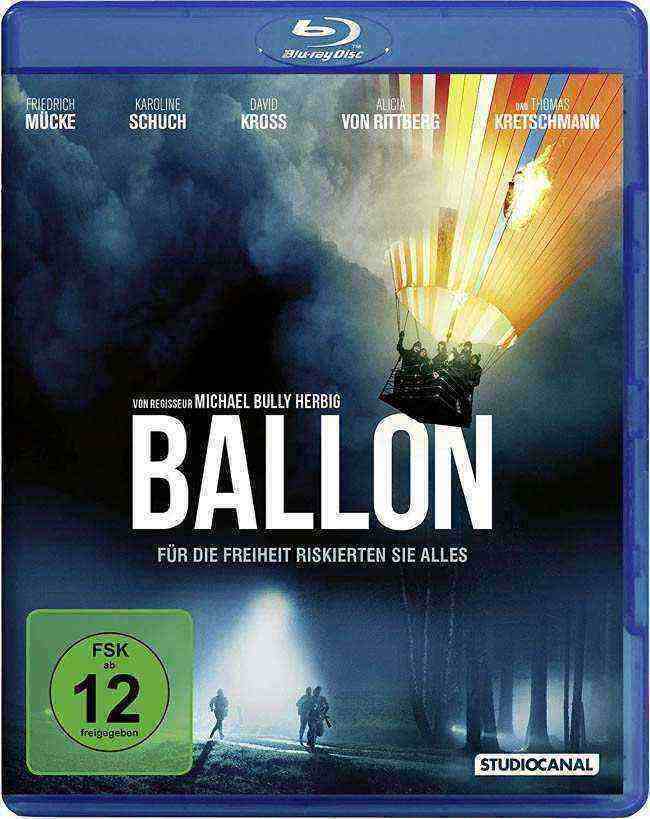 Blu-ray Disc
FRIEDRICH
MÜCKE
KAROLINE
SCHUCH
DAVID
KROSS
ALICIA
VON RITTBERG
UND THOMAS
KRETSCHMANN
VON REGISSEUR MICHAEL BULLY HERBIG
BALLON
FÜR DIE FREIHEIT RISKIERTEN SIE ALLES
FSK
ab
12
freigegeben
STUDIOCANAL